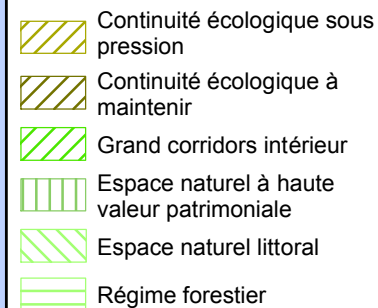 Continuité écologique sous
pression
Continuité écologique à
maintenir
Grand corridors intérieur
Espace naturel à haute
valeur patrimoniale
Espace naturel littoral
Régime forestier